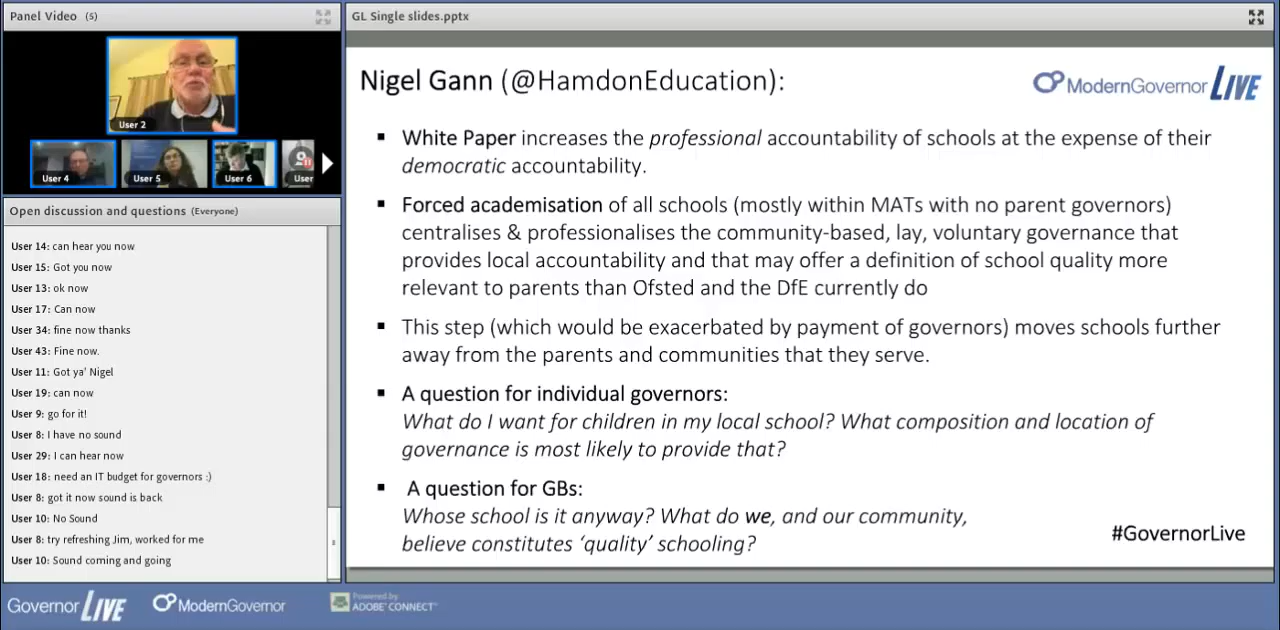 Panel Video (5)
User 2
User 4
User 5
User 6
User
Open discussion and questions (Everyone)
User 14: can hear you now
User 15: Got you now
User 13: ok now
User 17: Can now
User 34: fine now thanks
User 43: Fine now.
User 11: Got ya' Nigel
User 19: can now
User 9: go for it!
User 8: I have no sound
User 29: I can hear now
User 18: need an IT budget for governors :)
User 8: got it now sound is back
User 10: No Sound
User 8: try refreshing Jim, worked for me
User 10: Sound coming and going
GL Single slides.pptx
Nigel Gann (@HamdonEducation):
ModernGovernor LIVE
▪ White Paper increases the professional accountability of schools at the expense of their
democratic accountability.
▪ Forced academisation of all schools (mostly within MATs with no parent governors)
centralises & professionalises the community-based, lay, voluntary governance that
provides local accountability and that may offer a definition of school quality more
relevant to parents than Ofsted and the DfE currently do
▪ This step (which would be exacerbated by payment of governors) moves schools further
away from the parents and communities that they serve.
▪ A question for individual governors:
What do I want for children in my local school? What composition and location of
governance is most likely to provide that?
▪ A question for GBs:
Whose school is it anyway? What do we, and our community,
believe constitutes ‘quality’ schooling?
#GovernorLive
Governor LIVE
ModernGovernor
Powered by
ADOBE® CONNECT™